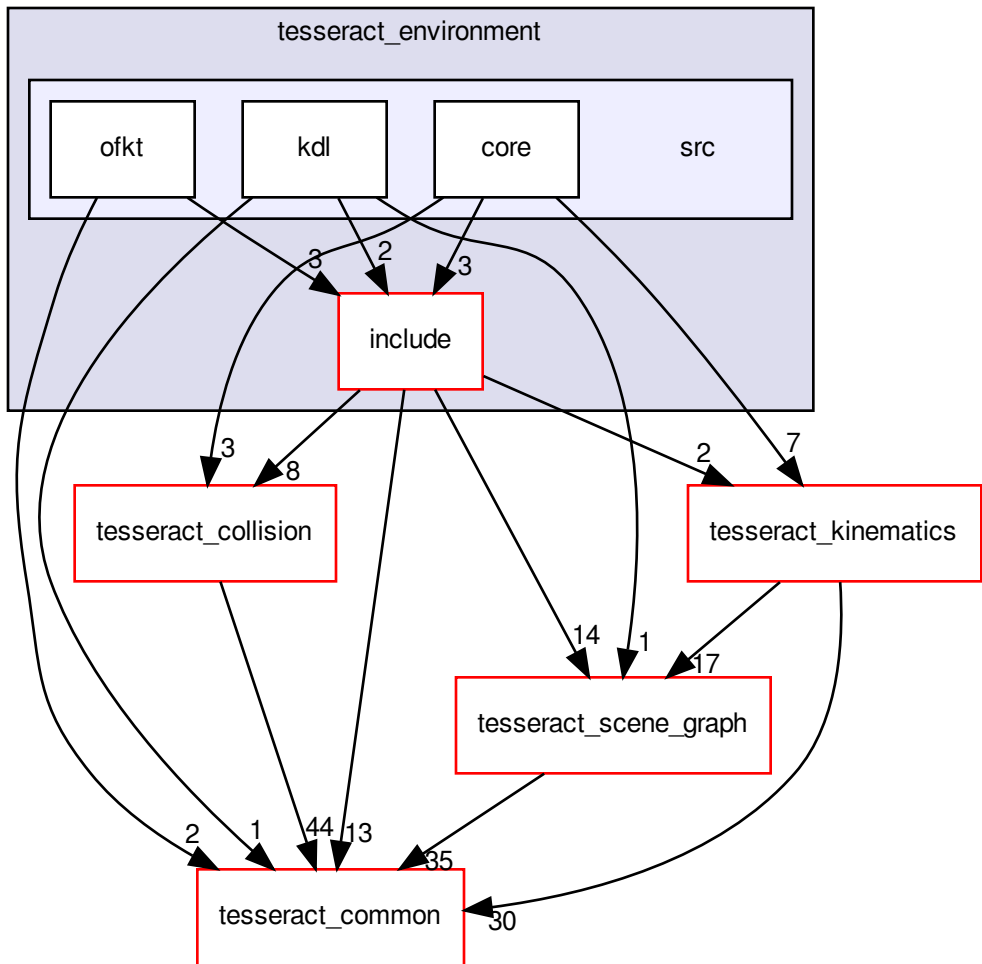 tesseract_environment
ofkt
kdl
core
src
3
2
3
include
3
8
2
7
tesseract_collision
tesseract_kinematics
14
1
17
tesseract_scene_graph
2
1
44
13
35
tesseract_common
30